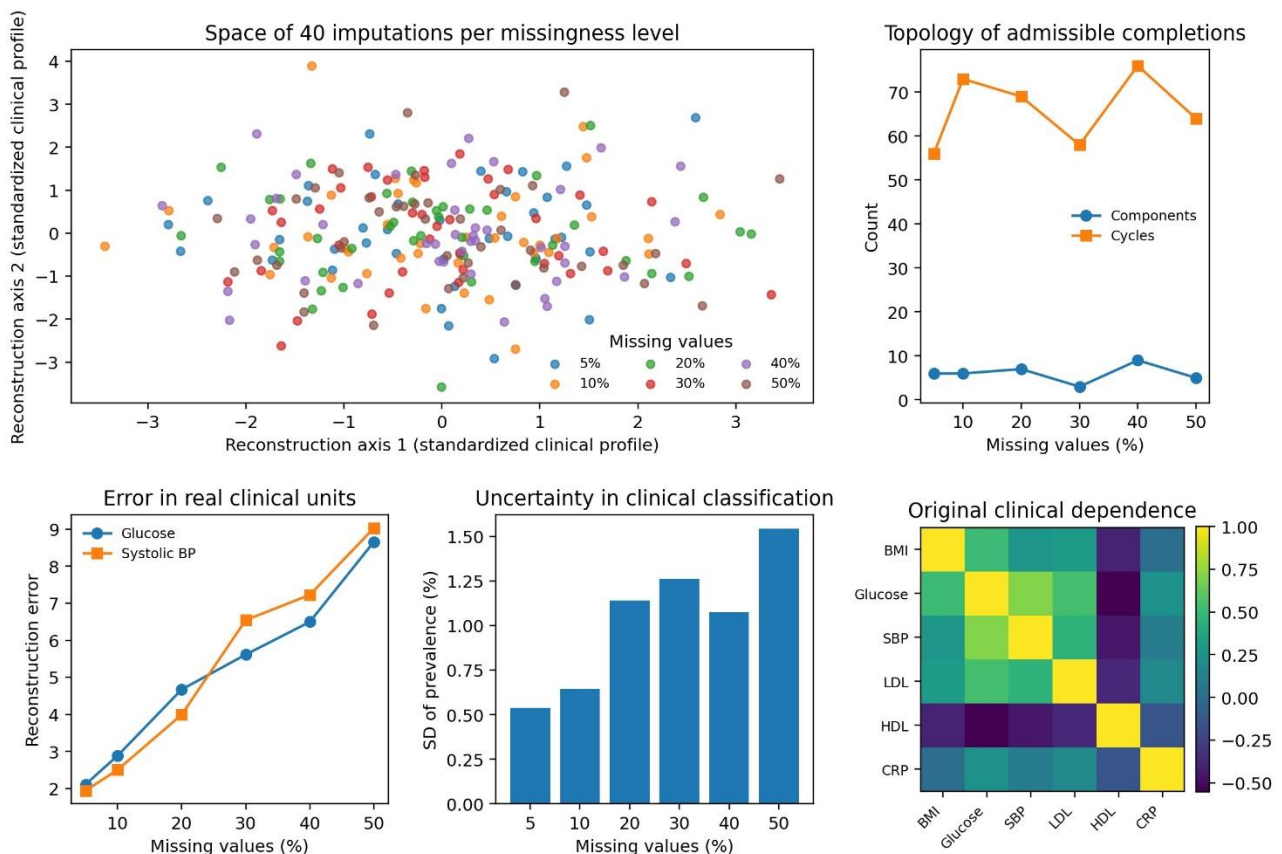 Space of 40 imputations per missingness level
Reconstruction axis 2 (standardized clinical profile)
4
3
2
1
0
−1
−2
−3
Missing values
5% 20% 40%
10% 30% 50%
−3 −2 −1 0 1 2 3
Reconstruction axis 1 (standardized clinical profile)
Topology of admissible completions
Count
70
60
50
40
30
20
10
0
Components
Cycles
10 20 30 40 50
Missing values (%)
Error in real clinical units
Reconstruction error
9
8
7
6
5
4
3
2
Glucose
Systolic BP
10 20 30 40 50
Missing values (%)
Uncertainty in clinical classification
SD of prevalence (%)
1.50
1.25
1.00
0.75
0.50
0.25
0.00
5 10 20 30 40 50
Missing values (%)
Original clinical dependence
BMI
Glucose
SBP
LDL
HDL
CRP
BMI Glucose SBP LDL HDL CRP
1.00
0.75
0.50
0.25
0.00
−0.25
−0.50